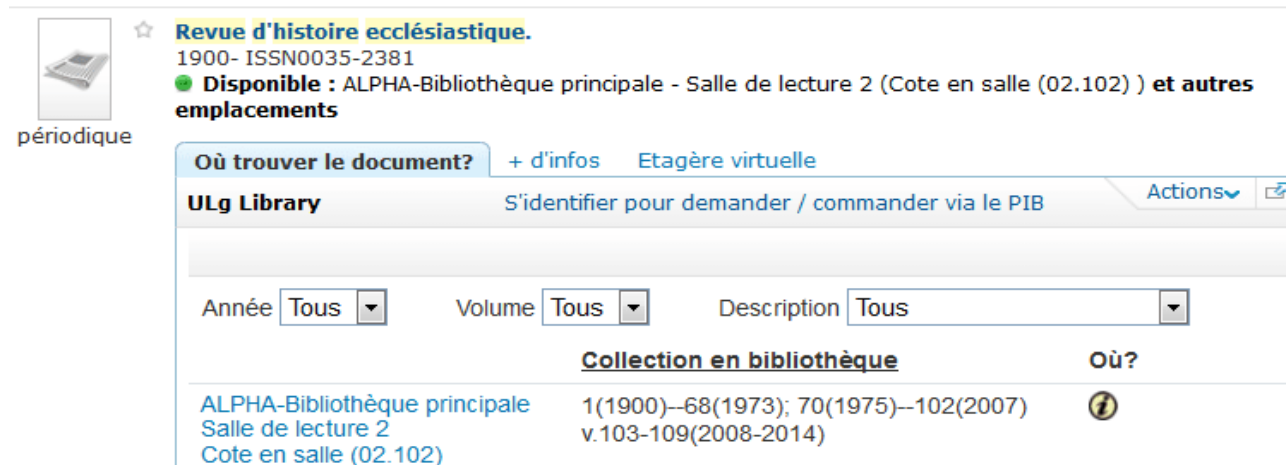 Revue d'histoire ecclésiastique.
1900- ISSN0035-2381
Disponible : ALPHA-Bibliothèque principale - Salle de lecture 2 (Cote en salle (02.102) ) et autres
emplacements
périodique
Où trouver le document? + d'infos Etagère virtuelle
ULg Library S'identifier pour demander / commander via le PIB Actions
Année Tous Volume Tous Description Tous
Collection en bibliothèque Où?
ALPHA-Bibliothèque principale 1(1900)--68(1973); 70(1975)--102(2007)
Salle de lecture 2 v.103-109(2008-2014)
Cote en salle (02.102)